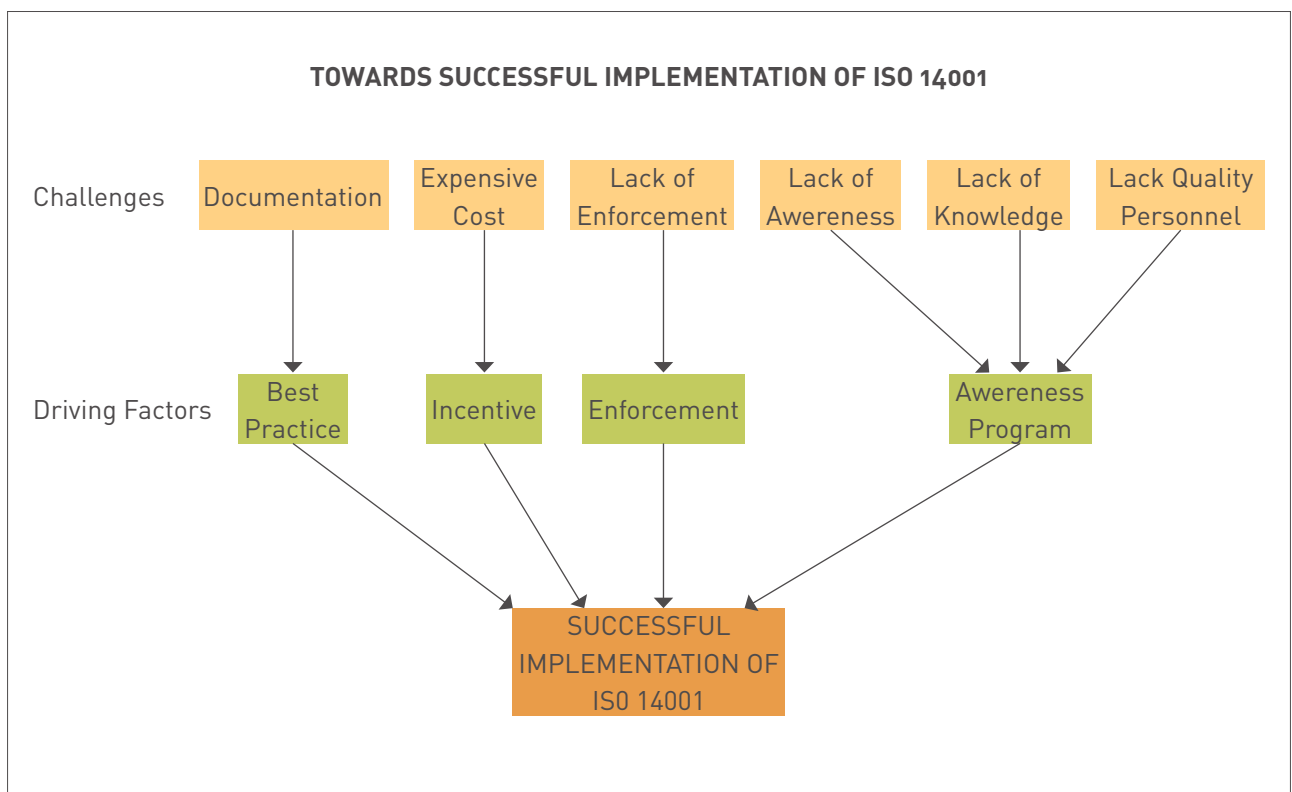 TOWARDS SUCCESSFUL IMPLEMENTATION OF ISO 14001
Challenges
Documentation
Expensive
Cost
Lack of
Enforcement
Lack of
Awereness
Lack of
Knowledge
Lack Quality
Personnel
Driving Factors
Best
Practice
Incentive
Enforcement
Awereness
Program
SUCCESSFUL
IMPLEMENTATION OF
IS0 14001